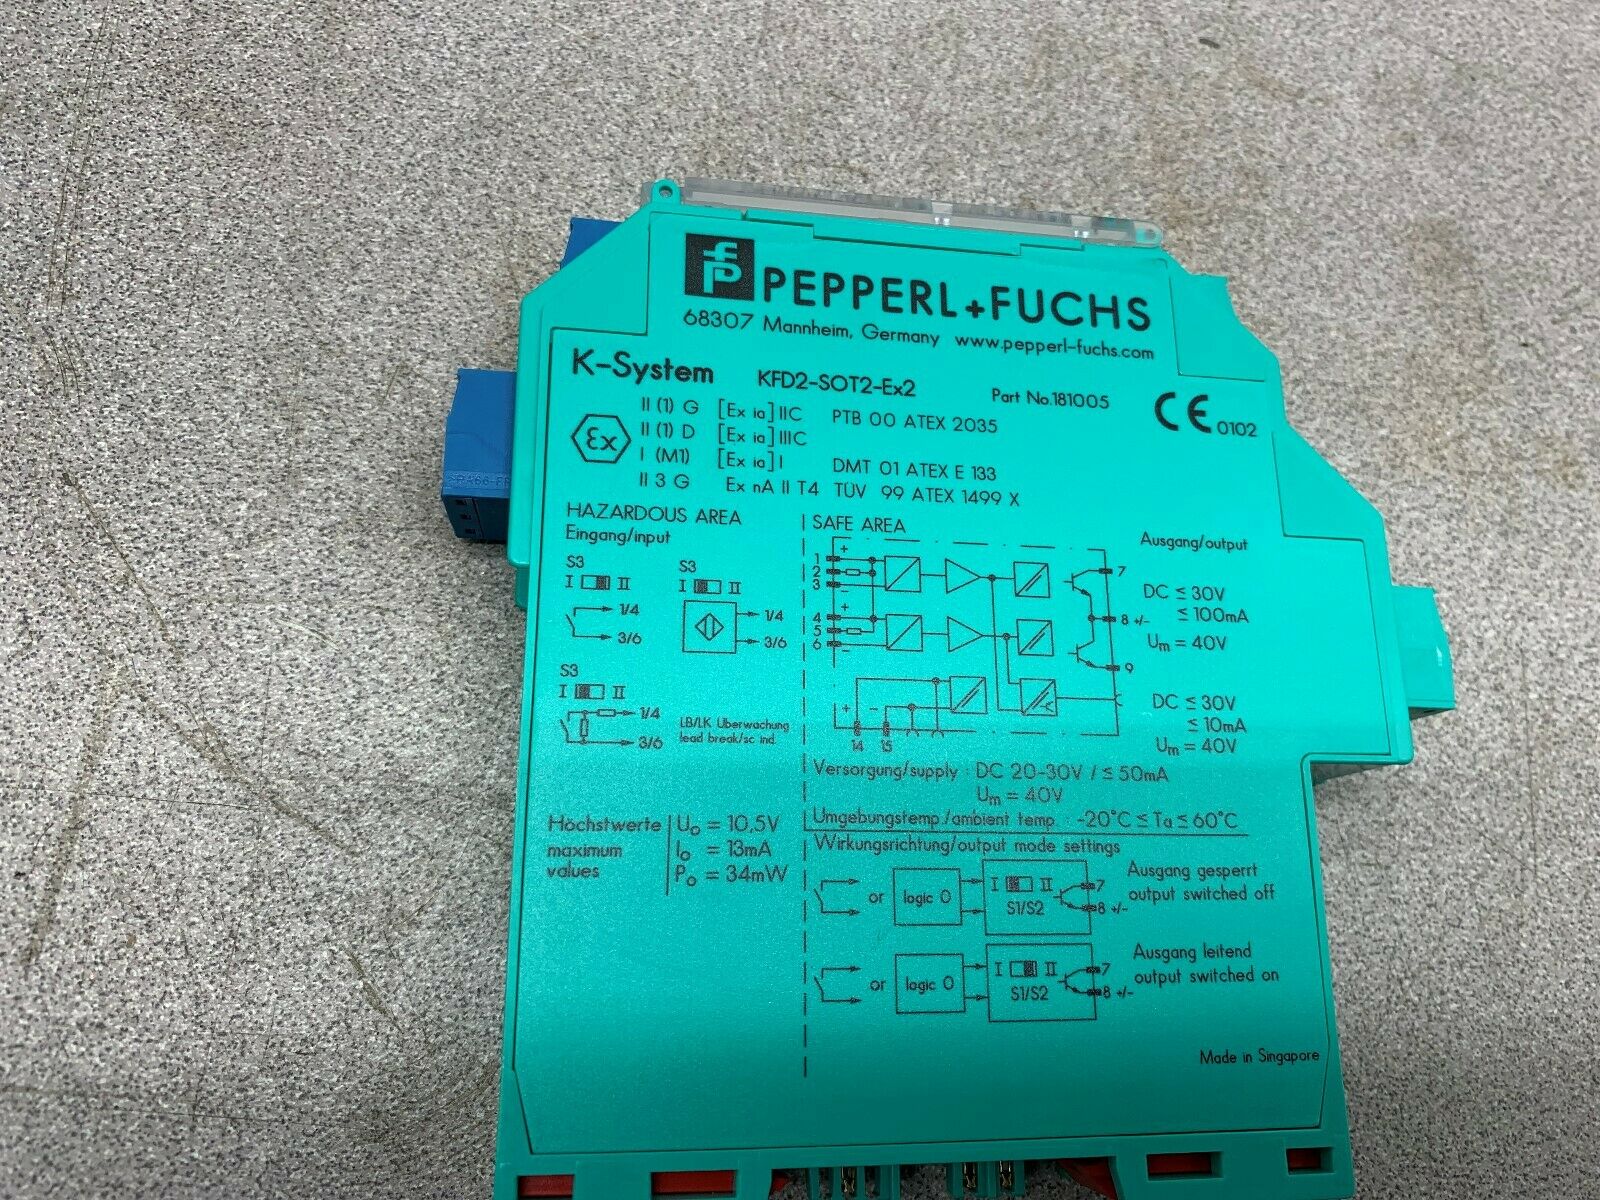 PEPPERL+FUCHS
68307 Mannheim, Germany www.pepperl-fuchs.com
K-System KFD2-SOT2-Ex2 Part No.181005
CE 0102
Ex
II (1) G [Ex ia] IIC PTB 00 ATEX 2035
II (1) D [Ex ia] IIIC
I (M1) [Ex ia] I DMT 01 ATEX E 133
II 3 G Ex nA II T4 TÜV 99 ATEX 1499 X
HAZARDOUS AREA
Eingang/input
S3
I II
1/4
3/6
S3
I II
1/4
3/6
S3
I II
1/4
3/6
LB/LK Überwachung
lead break/sc ind.
Höchstwerte
maximum
values
Uo = 10,5V
Io = 13mA
Po = 34mW
SAFE AREA
Ausgang/output
+
1
2
3
-
+
4
5
6
-
7
8 +/-
9
+ -
14 15
DC ≤ 30V
≤ 100mA
Um = 40V
DC ≤ 30V
≤ 10mA
Um = 40V
Versorgung/supply : DC 20-30V / ≤ 50mA
Um = 40V
Umgebungstemp./ambient temp. : -20°C ≤ Ta ≤ 60°C
Wirkungsrichtung/output mode settings
or logic 0 I II S1/S2 7 8 +/-
Ausgang gesperrt
output switched off
or logic 0 I II S1/S2 7 8 +/-
Ausgang leitend
output switched on
Made in Singapore